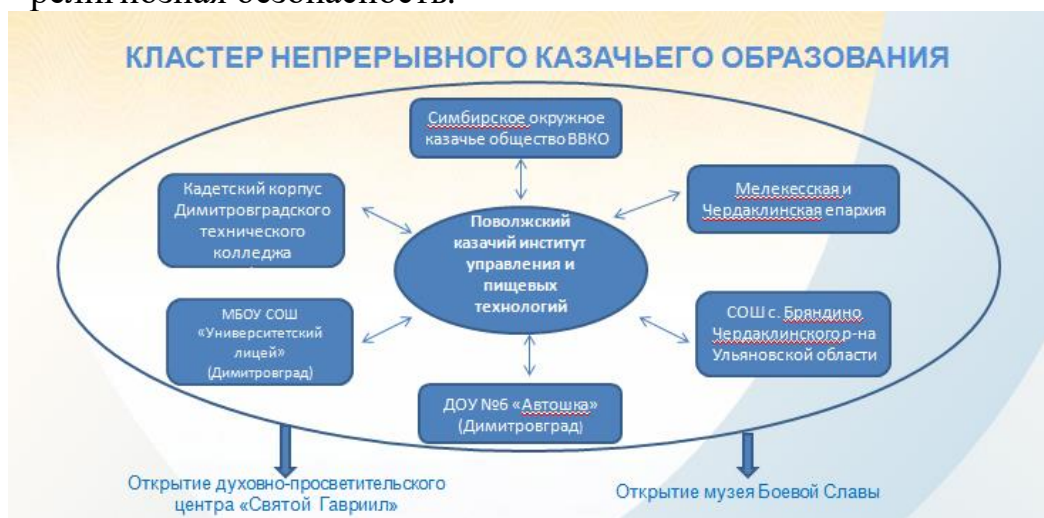 религиозная безопасность.
КЛАСТЕР НЕПРЕРЫВНОГО КАЗАЧЬЕГО ОБРАЗОВАНИЯ
Симбирское окружное
казачье общество ВВКО
Кадетский корпус
Димитровградского
технического
колледжа
Мелекесская и
Чердаклинская епархия
Поволжский
казачий институт
управления и
пищевых
технологий
МБОУ СОШ
«Университетский
лицей»
(Димитровград)
СОШ с. Бряндино
Чердаклинского р-на
Ульяновской области
ДОУ №6 «Автошка»
(Димитровград)
Открытие духовно-просветительского
центра «Святой Гавриил»
Открытие музея Боевой Славы